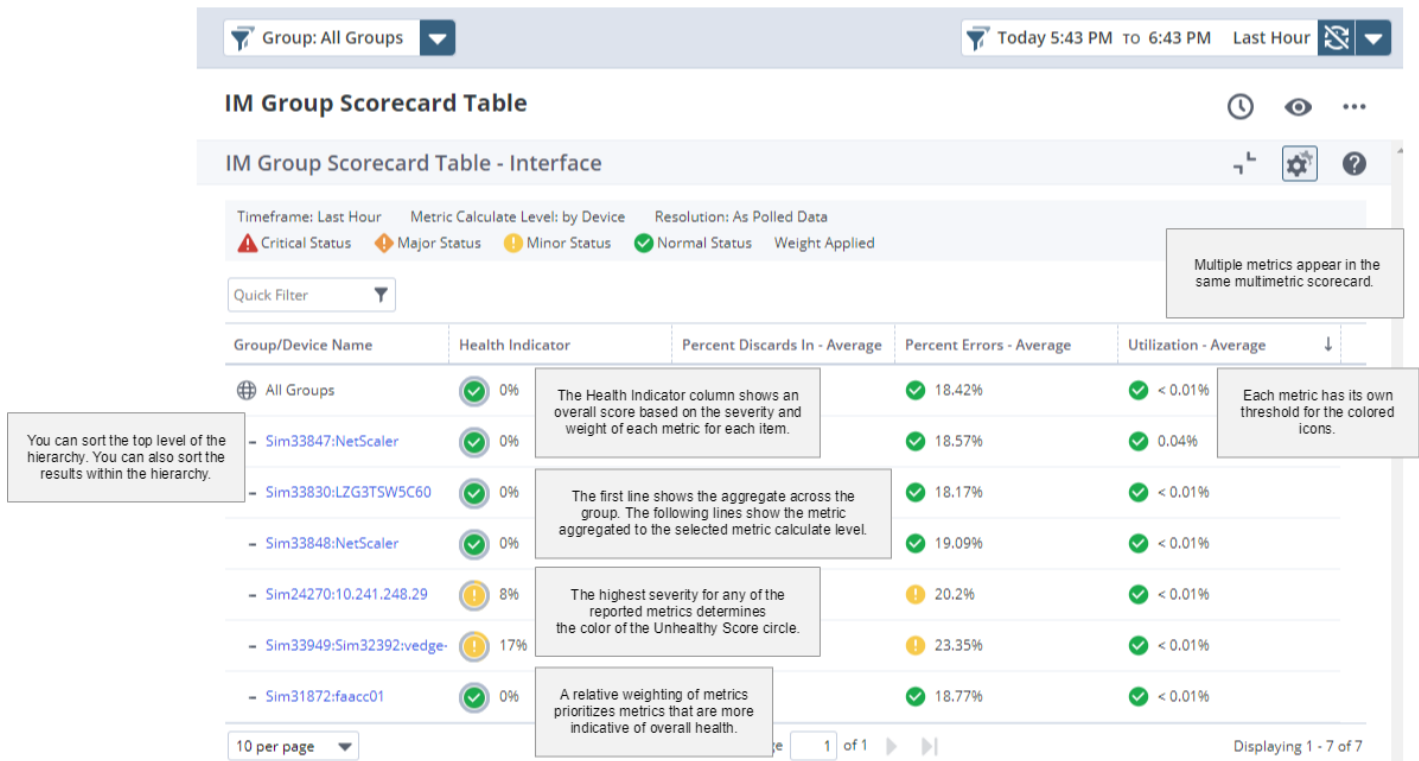 Group: All Groups
Today 5:43 PM TO 6:43 PM Last Hour
IM Group Scorecard Table
IM Group Scorecard Table - Interface
Timeframe: Last Hour Metric Calculate Level: by Device Resolution: As Polled Data
Critical Status Major Status Minor Status Normal Status Weight Applied
Multiple metrics appear in the
same multimetric scorecard.
Quick Filter
Group/Device Name Health Indicator Percent Discards In - Average Percent Errors - Average Utilization - Average
All Groups 0% 18.42% < 0.01%
The Health Indicator column shows an
overall score based on the severity and
weight of each metric for each item.
Each metric has its own
threshold for the colored
icons.
You can sort the top level of the
hierarchy. You can also sort the
results within the hierarchy.
Sim33847:NetScaler 0% 18.57% 0.04%
Sim33830:LZG3TSW5C60 0% 18.17% < 0.01%
The first line shows the aggregate across the
group. The following lines show the metric
aggregated to the selected metric calculate level.
Sim33848:NetScaler 0% 19.09% < 0.01%
Sim24270:10.241.248.29 8% 20.2% < 0.01%
The highest severity for any of the
reported metrics determines
the color of the Unhealthy Score circle.
Sim33949:Sim32392:vedge- 17% 23.35% < 0.01%
Sim31872:faacc01 0% 18.77% < 0.01%
A relative weighting of metrics
prioritizes metrics that are more
indicative of overall health.
10 per page 1 of 1 Displaying 1 - 7 of 7